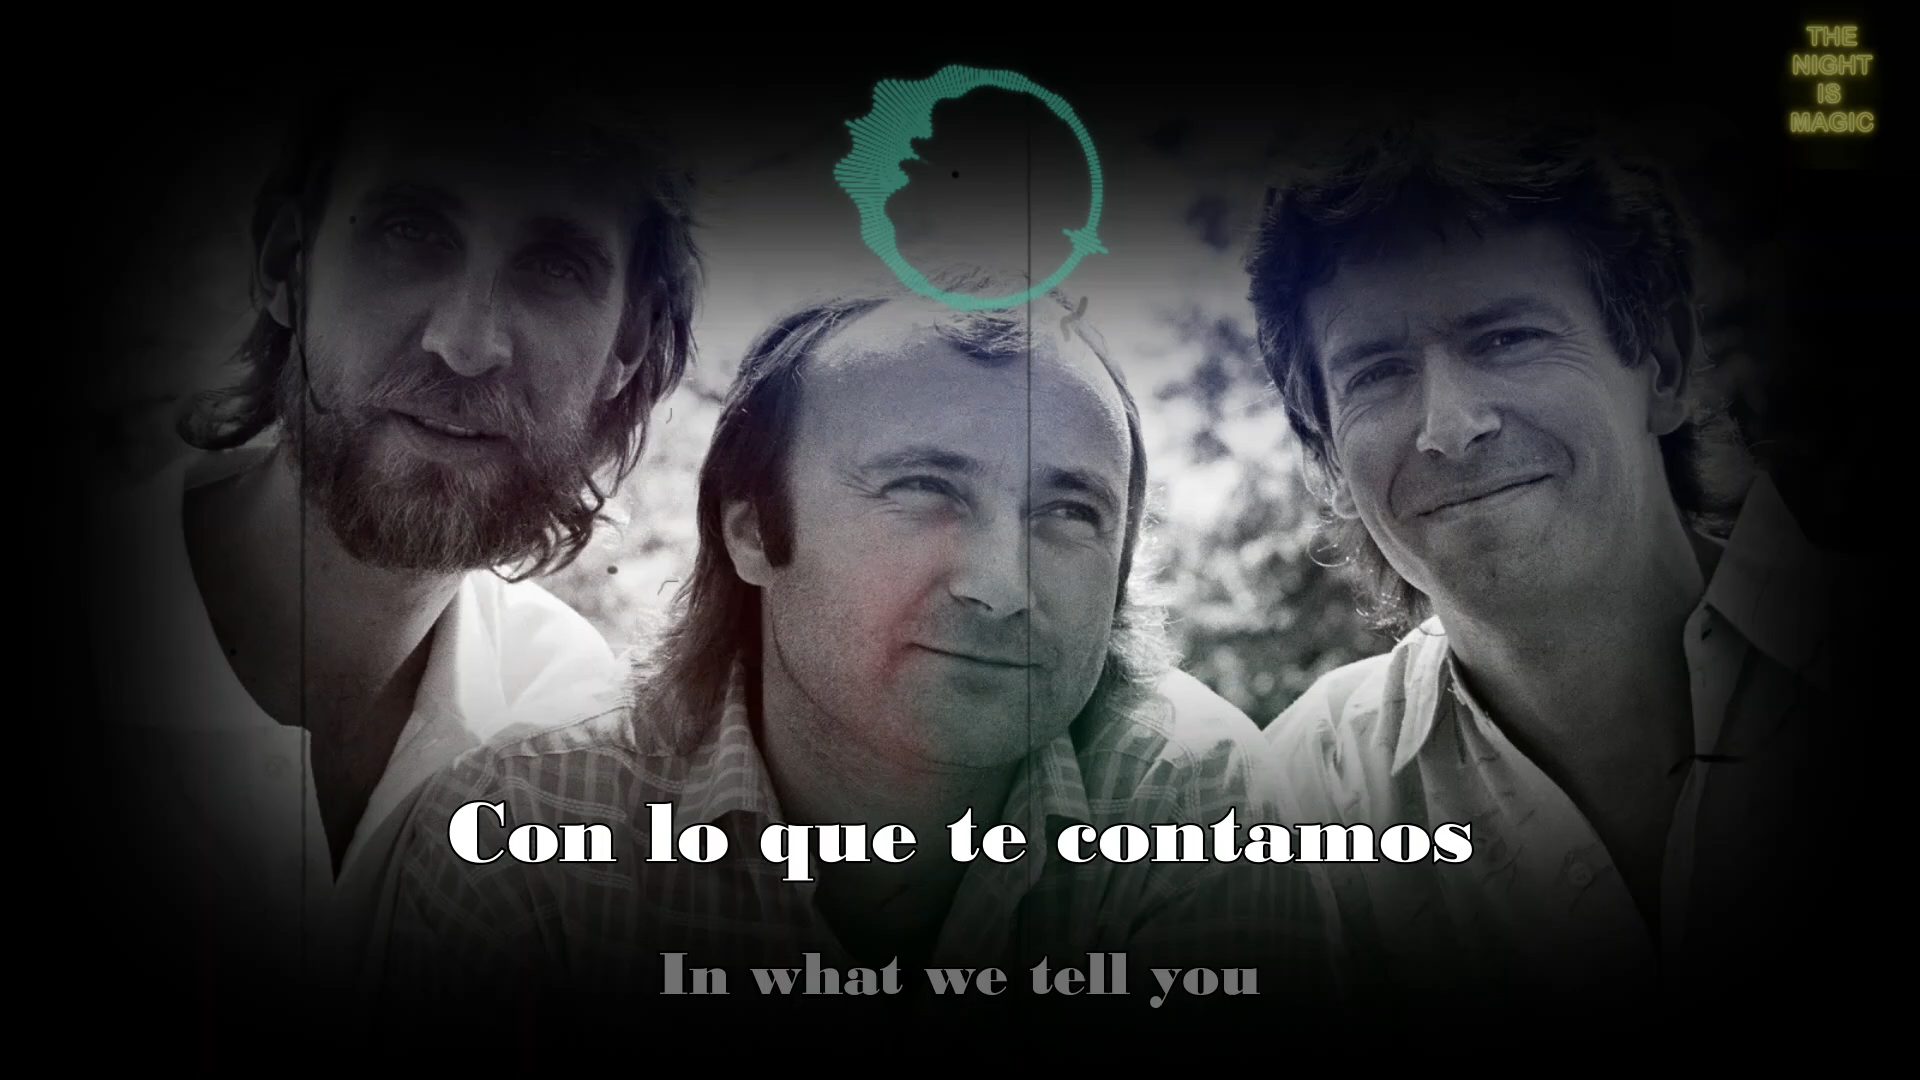 THE
NIGHT
IS
MAGIC
Con lo que te contamos
In what we tell you